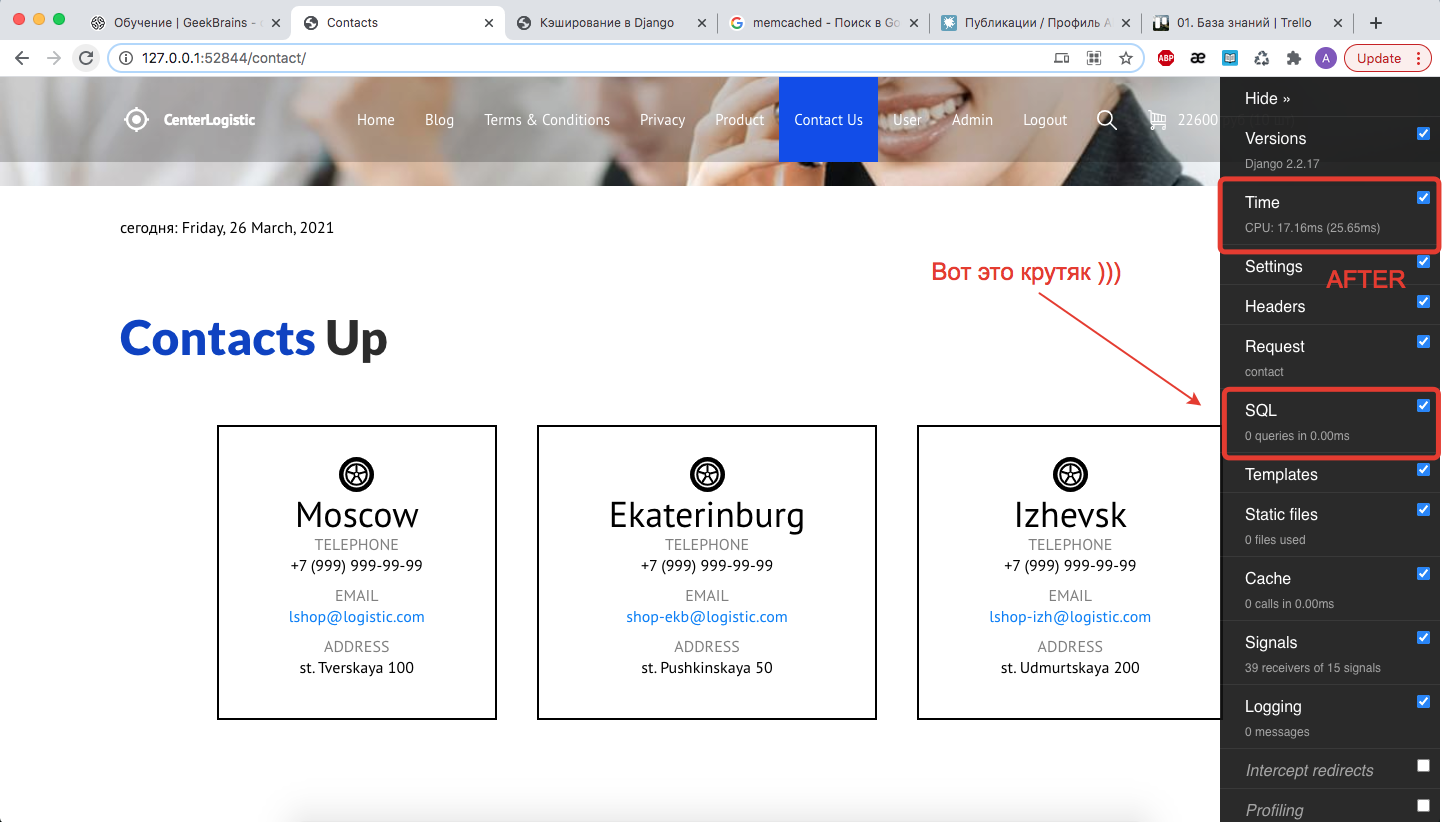 Обучение | GeekBrains -
Contacts
Кэширование в Django
memcached - Поиск в Go
Публикации / Профиль A
01. База знаний | Trello
127.0.0.1:52844/contact/
ABP
æ
A
Update
CenterLogistic
Home
Blog
Terms & Conditions
Privacy
Product
Contact Us
User
Admin
Logout
22600
сегодня: Friday, 26 March, 2021
Вот это крутяк )))
Contacts Up
Moscow
TELEPHONE
+7 (999) 999-99-99
EMAIL
lshop@logistic.com
ADDRESS
st. Tverskaya 100
Ekaterinburg
TELEPHONE
+7 (999) 999-99-99
EMAIL
shop-ekb@logistic.com
ADDRESS
st. Pushkinskaya 50
Izhevsk
TELEPHONE
+7 (999) 999-99-99
EMAIL
lshop-izh@logistic.com
ADDRESS
st. Udmurtskaya 200
Hide »
Versions
Django 2.2.17
Time
CPU: 17.16ms (25.65ms)
Settings
AFTER
Headers
Request
contact
SQL
0 queries in 0.00ms
Templates
Static files
0 files used
Cache
0 calls in 0.00ms
Signals
39 receivers of 15 signals
Logging
0 messages
Intercept redirects
Profiling